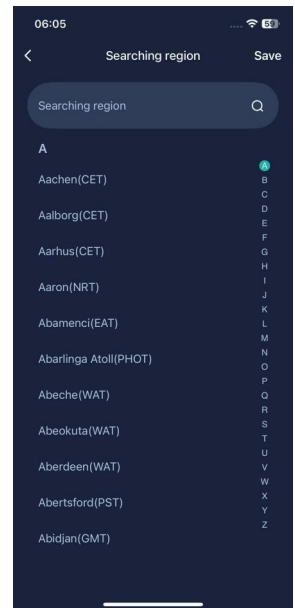 06:05
59
Searching region
Save
Searching region
A
Aachen(CET)
Aalborg(CET)
Aarhus(CET)
Aaron(NRT)
Abamenci(EAT)
Abarlinga Atoll(PHOT)
Abeche(WAT)
Abeokuta(WAT)
Aberdeen(WAT)
Abertsford(PST)
Abidjan(GMT)
A
B
C
D
E
F
G
H
I
J
K
L
M
N
O
P
Q
R
S
T
U
V
W
X
Y
Z